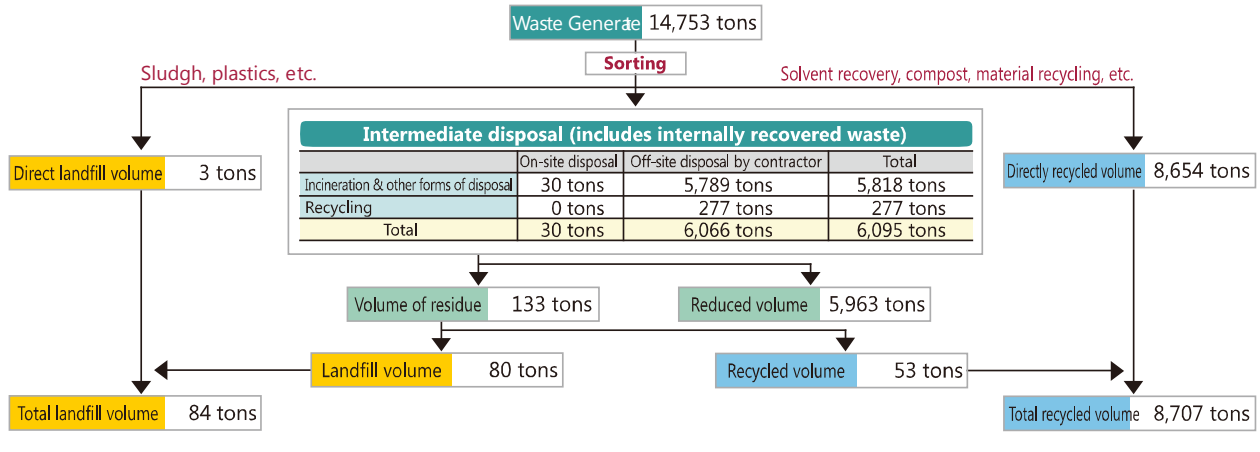 Waste Generate 14,753 tons
Sorting
Sludgh, plastics, etc.
Solvent recovery, compost, material recycling, etc.
Intermediate disposal (includes internally recovered waste)
On-site disposal Off-site disposal by contractor Total
Incineration & other forms of disposal 30 tons 5,789 tons 5,818 tons
Recycling 0 tons 277 tons 277 tons
Total 30 tons 6,066 tons 6,095 tons
Direct landfill volume 3 tons
Directly recycled volume 8,654 tons
Volume of residue 133 tons
Reduced volume 5,963 tons
Landfill volume 80 tons
Recycled volume 53 tons
Total landfill volume 84 tons
Total recycled volume 8,707 tons